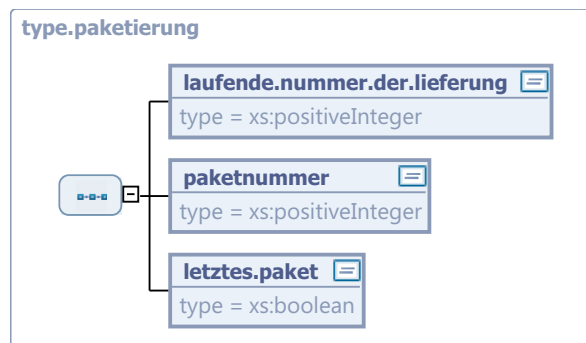 type.paketierung
laufende.nummer.der.lieferung
type = xs:positiveInteger
paketnummer
type = xs:positiveInteger
letztes.paket
type = xs:boolean